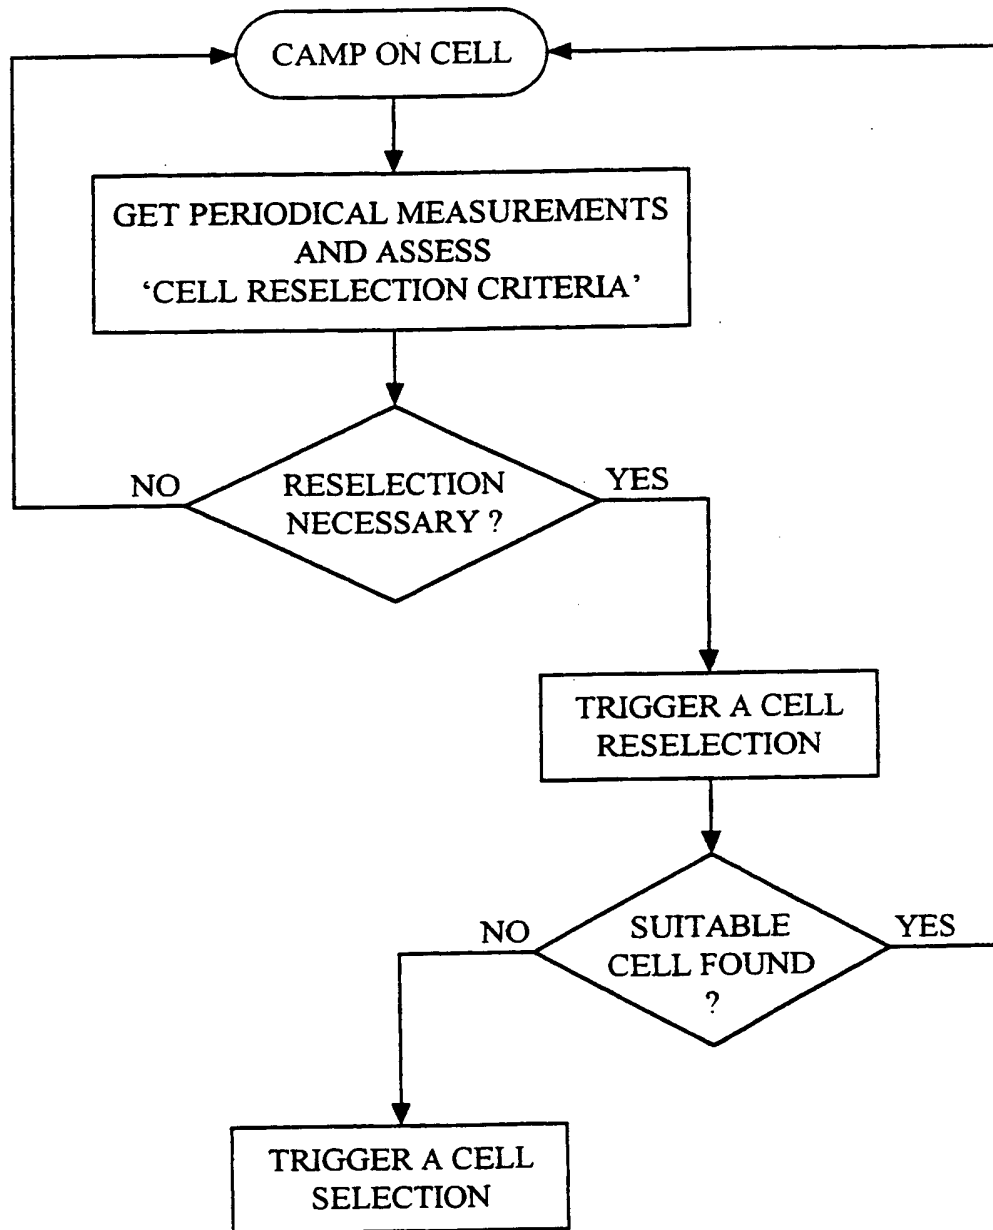 CAMP ON CELL
GET PERIODICAL MEASUREMENTS
AND ASSESS
‘CELL RESELECTION CRITERIA’
NO
RESELECTION
NECESSARY ?
YES
TRIGGER A CELL
RESELECTION
NO
SUITABLE
CELL FOUND
?
YES
TRIGGER A CELL
SELECTION